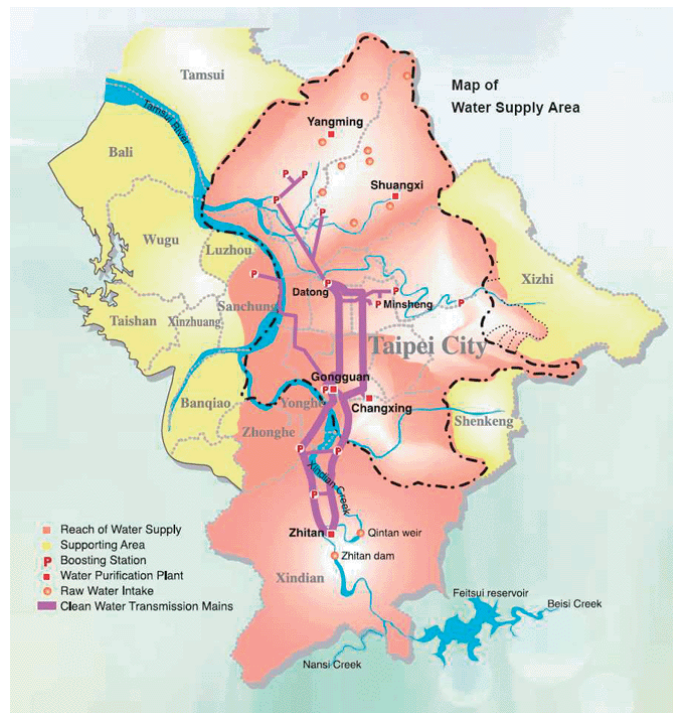 Tamsui
Map of
Water Supply Area
Tamsui River
Yangming
Bali
Shuangxi
Wugu
Luzhou
Xizhi
Datong
Sanchung
Minsheng
Taishan
Xinzhuang
Taipei City
Gongguan
Banqiao
Yonghe
Changxing
Shenkeng
Zhonghe
Xindian Creek
Reach of Water Supply
Supporting Area
Boosting Station
Water Purification Plant
Raw Water Intake
Clean Water Transmission Mains
Zhitan
Qintan weir
Zhitan dam
Xindian
Feitsui reservoir
Beisi Creek
Nansi Creek
P
P
P
P
P
P
P
P
P
P
P
P
P
P